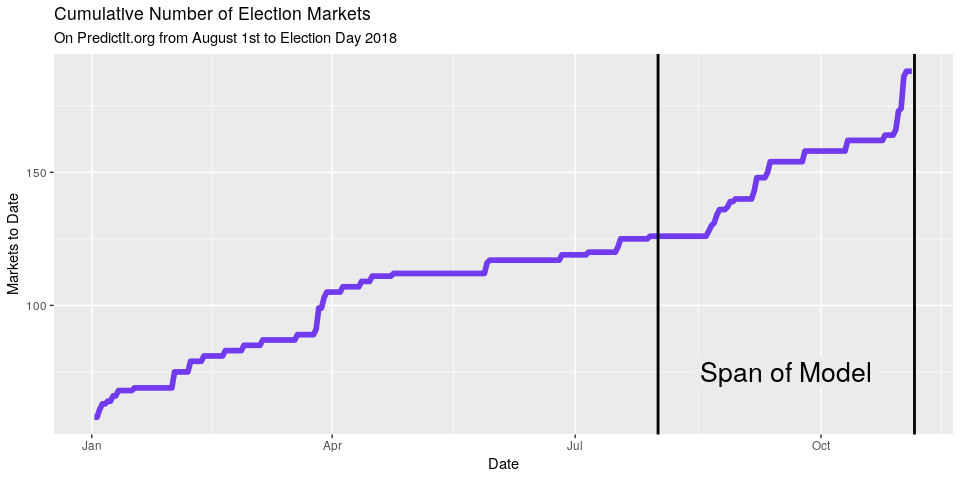 Cumulative Number of Election Markets
On PredictIt.org from August 1st to Election Day 2018
Markets to Date
150
100
Span of Model
Jan Apr Jul Oct
Date